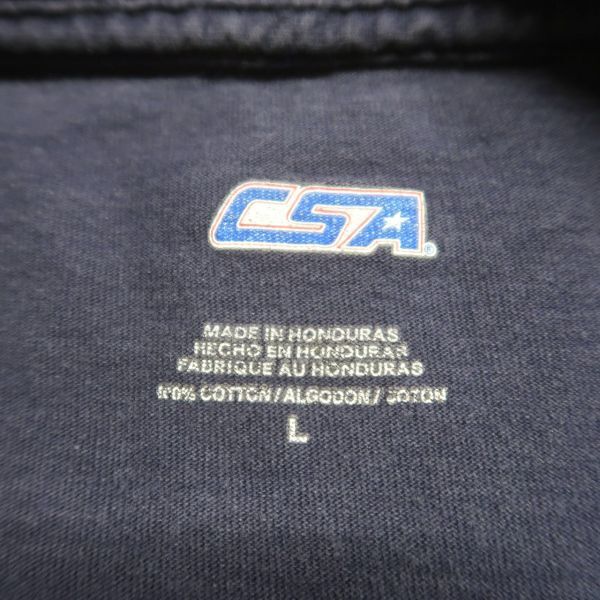 CSA®
MADE IN HONDURAS
HECHO EN HONDURAS
FABRIQUE AU HONDURAS
100% COTTON/ALGODON/COTON
L